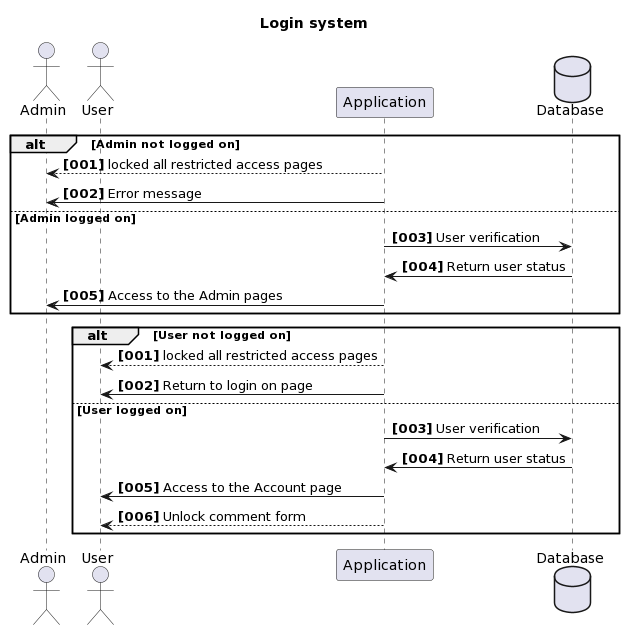 Login system
Admin User Application Database
alt [Admin not logged on]
[001] locked all restricted access pages
[002] Error message
[Admin logged on]
[003] User verification
[004] Return user status
[005] Access to the Admin pages
alt [User not logged on]
[001] locked all restricted access pages
[002] Return to login on page
[User logged on]
[003] User verification
[004] Return user status
[005] Access to the Account page
[006] Unlock comment form
Admin User Application Database